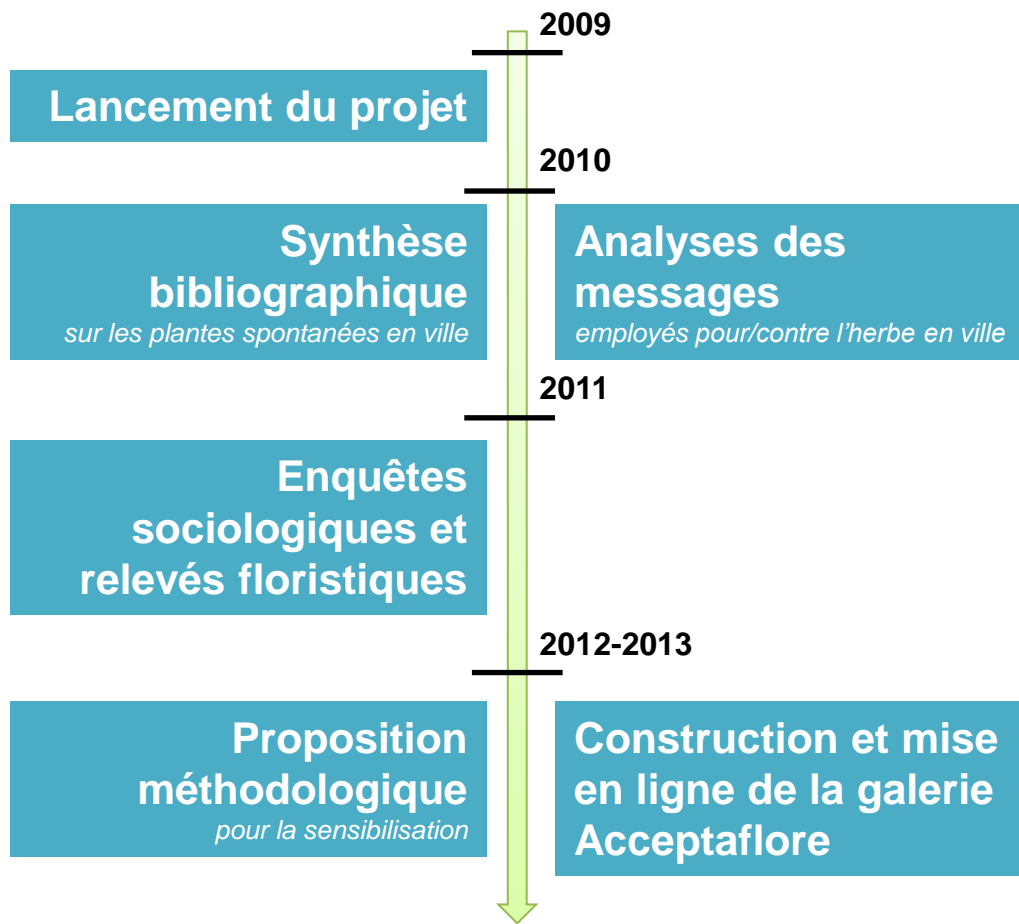 2009
Lancement du projet
2010
Synthèse
bibliographique
sur les plantes spontanées en ville
Analyses des
messages
employés pour/contre l’herbe en ville
2011
Enquêtes
sociologiques et
relevés floristiques
2012-2013
Proposition
méthodologique
pour la sensibilisation
Construction et mise
en ligne de la galerie
Acceptaflore